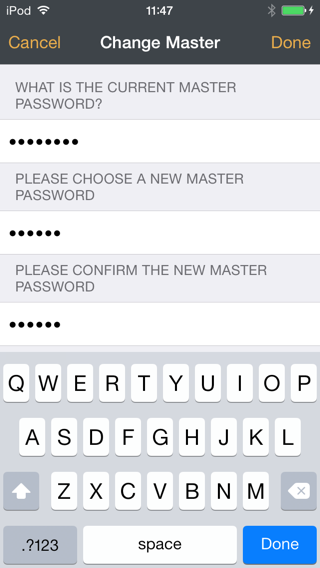 iPod 11:47
Cancel Change Master Done
WHAT IS THE CURRENT MASTER
PASSWORD?
●●●●●●●●
PLEASE CHOOSE A NEW MASTER
PASSWORD
●●●●●●
PLEASE CONFIRM THE NEW MASTER
PASSWORD
●●●●●●
Q W E R T Y U I O P
A S D F G H J K L
Z X C V B N M
.?123 space Done